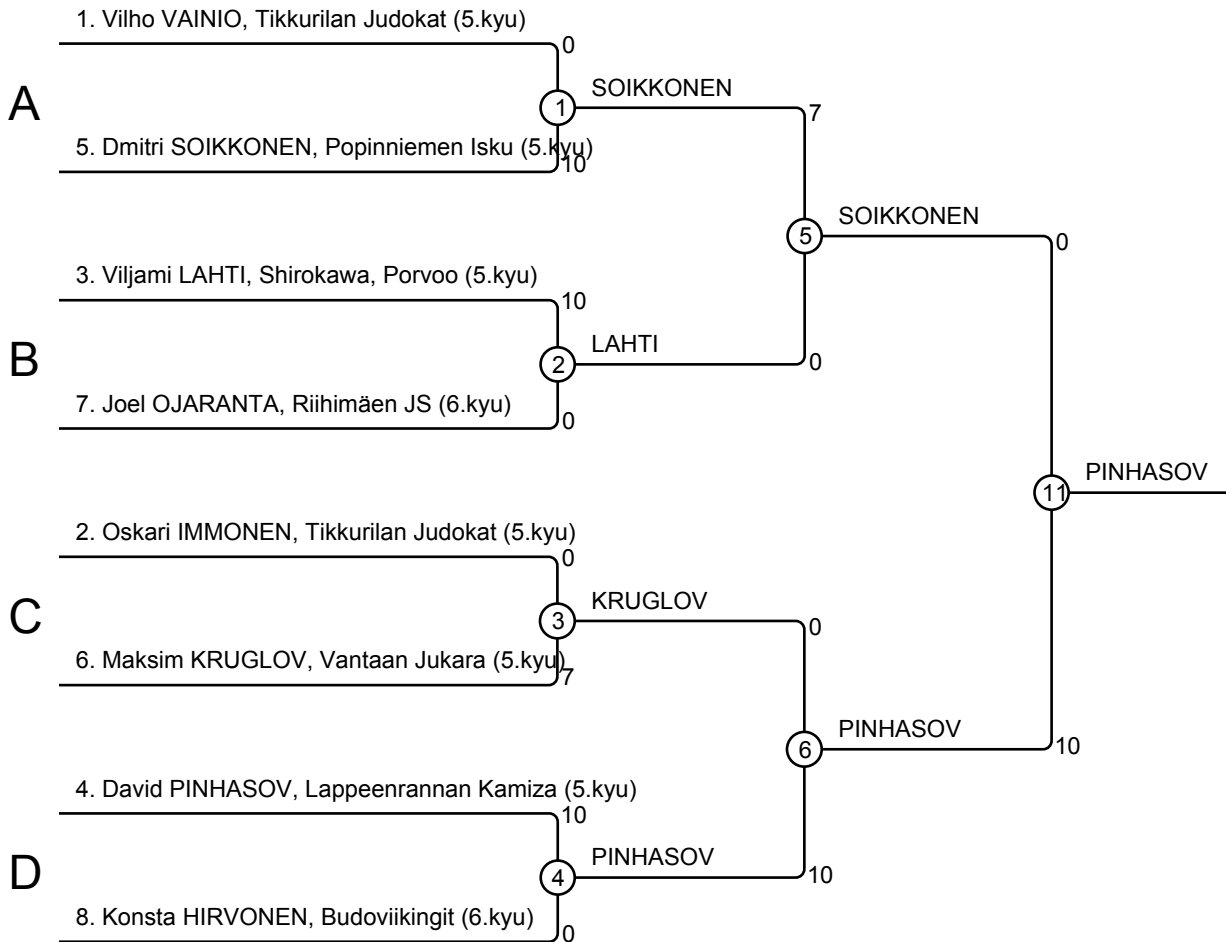 1. Vilho VAINIO, Tikkurilan Judokat (5.kyu)
0
A
1
SOIKKONEN
7
5. Dmitri SOIKKONEN, Popinniemen Isku (5.kyu)
10
5
SOIKKONEN
0
3. Viljami LAHTI, Shirokawa, Porvoo (5.kyu)
10
B
2
LAHTI
0
7. Joel OJARANTA, Riihimäen JS (6.kyu)
0
11
PINHASOV
2. Oskari IMMONEN, Tikkurilan Judokat (5.kyu)
0
C
3
KRUGLOV
0
6. Maksim KRUGLOV, Vantaan Jukara (5.kyu)
7
6
PINHASOV
10
4. David PINHASOV, Lappeenrannan Kamiza (5.kyu)
10
D
4
PINHASOV
10
8. Konsta HIRVONEN, Budoviikingit (6.kyu)
0